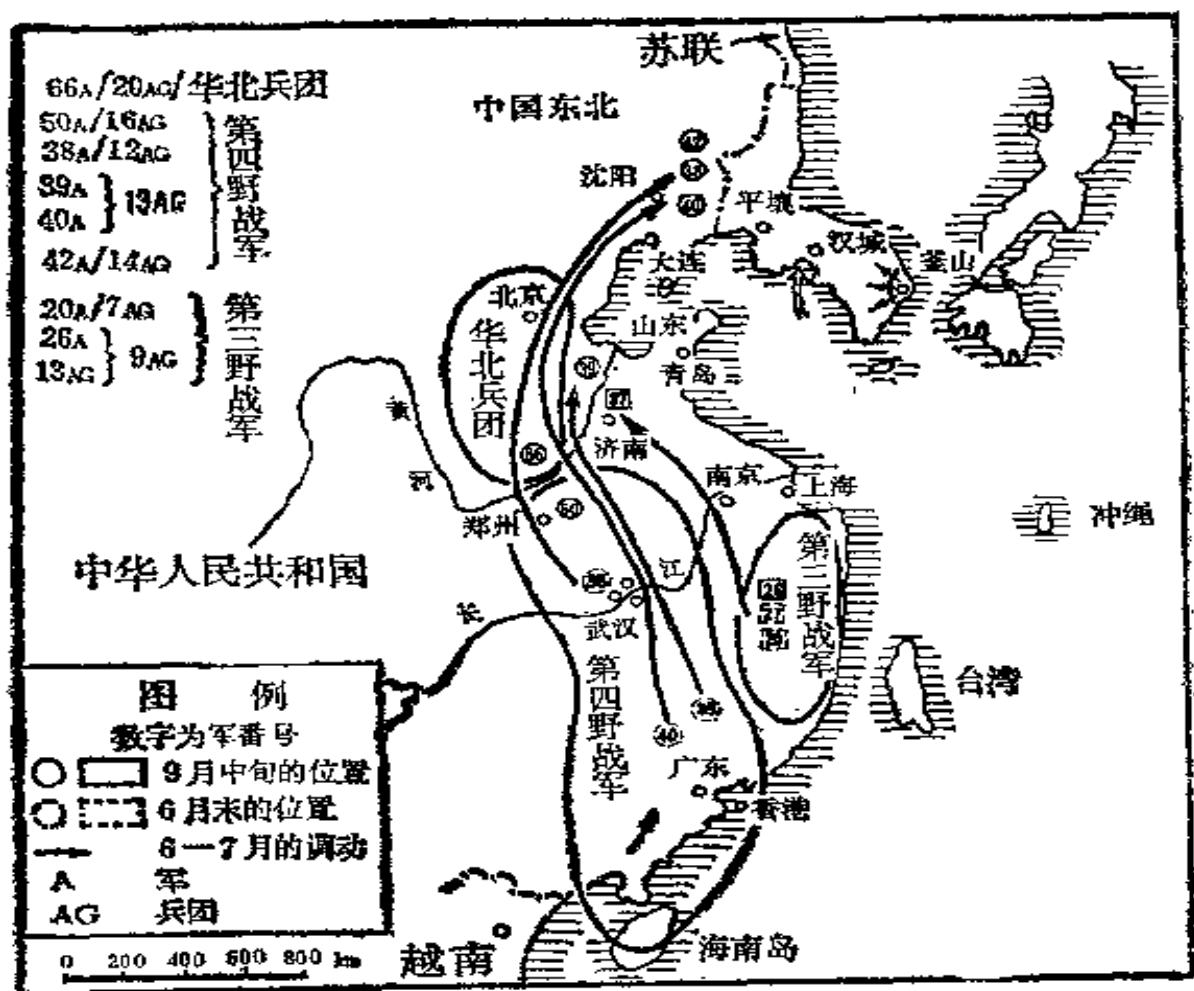 66A/20AG/华北兵团
50A/16AG
38A/12AG
39A
40A
13AG
42A/14AG
第四野战军
20A/7AG
26A
13AG
9AG
第三野战军
苏联
中国东北
沈阳
平壤
汉城
釜山
大连
北京
山东
青岛
华北兵团
济南
黄河
66
南京
上海
郑州
冲绳
中华人民共和国
长江
武汉
第三野战军
第四野战军
台湾
40
广东
香港
越南
海南岛
图 例
数字为军番号
9月中旬的位置
6月末的位置
6—7月的调动
A 军
AG 兵团
0 200 400 600 800 km